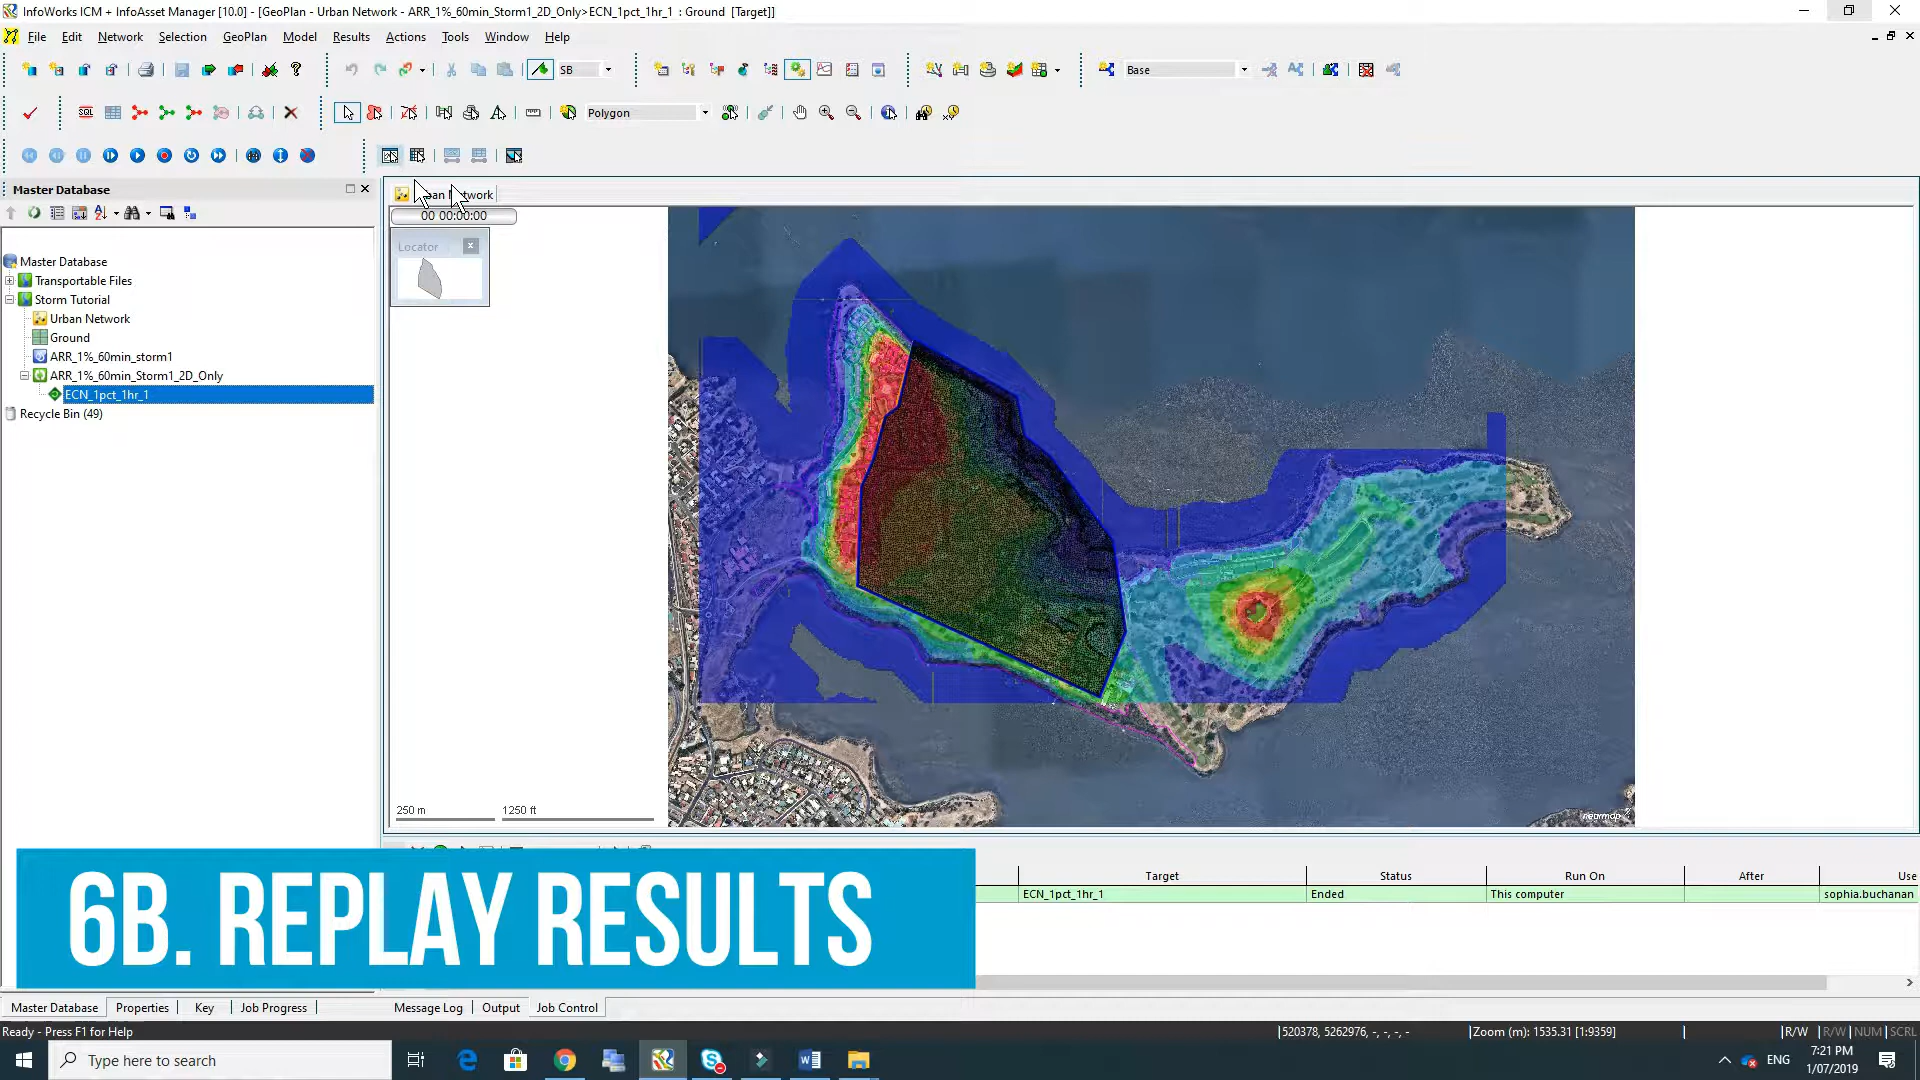 InfoWorks ICM + InfoAsset Manager [10.0] - [GeoPlan - Urban Network - ARR_1%_60min_Storm1_2D_Only>ECN_1pct_1hr_1 : Ground [Target]]
File Edit Network Selection GeoPlan Model Results Actions Tools Window Help
SB
Base
SQL
Polygon
Master Database
Network
00 00:00:00
Locator
Master Database
Transportable Files
Storm Tutorial
Urban Network
Ground
ARR_1%_60min_storm1
ARR_1%_60min_Storm1_2D_Only
ECN_1pct_1hr_1
Recycle Bin (49)
250 m
1250 ft
nearmap
6B. REPLAY RESULTS
Target Status Run On After Use
ECN_1pct_1hr_1 Ended This computer sophia.buchanan
Master Database Properties Key Job Progress Message Log Output Job Control
Ready - Press F1 for Help
520378, 5262976, -, -, -, -
Zoom (m): 1535.31 [1:9359]
R/W R/W NUM SCRL
Type here to search
ENG
7:21 PM
1/07/2019